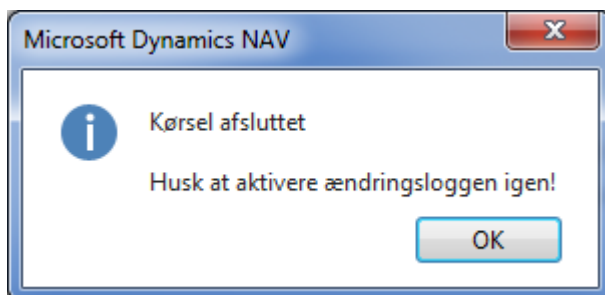 Microsoft Dynamics NAV
Kørsel afsluttet
Husk at aktivere ændringsloggen igen!
OK